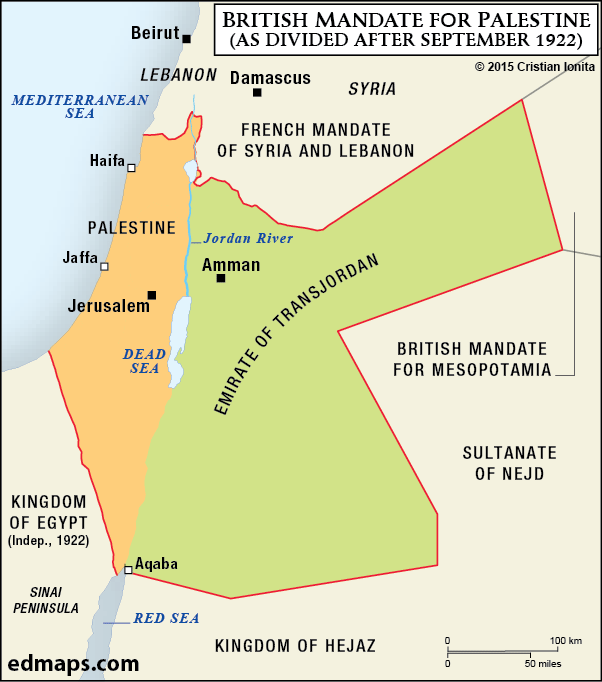 BRITISH MANDATE FOR PALESTINE
(AS DIVIDED AFTER SEPTEMBER 1922)
© 2015 Cristian Ionita
Beirut
LEBANON
Damascus
SYRIA
MEDITERRANEAN
SEA
FRENCH MANDATE
OF SYRIA AND LEBANON
Haifa
PALESTINE
Jordan River
Jaffa
Amman
Jerusalem
EMIRATE OF TRANSJORDAN
DEAD
SEA
BRITISH MANDATE
FOR MESOPOTAMIA
SULTANATE
OF NEJD
KINGDOM
OF EGYPT
(Indep., 1922)
Aqaba
SINAI
PENINSULA
RED SEA
KINGDOM OF HEJAZ
0 100 km
0 50 miles
edmaps.com